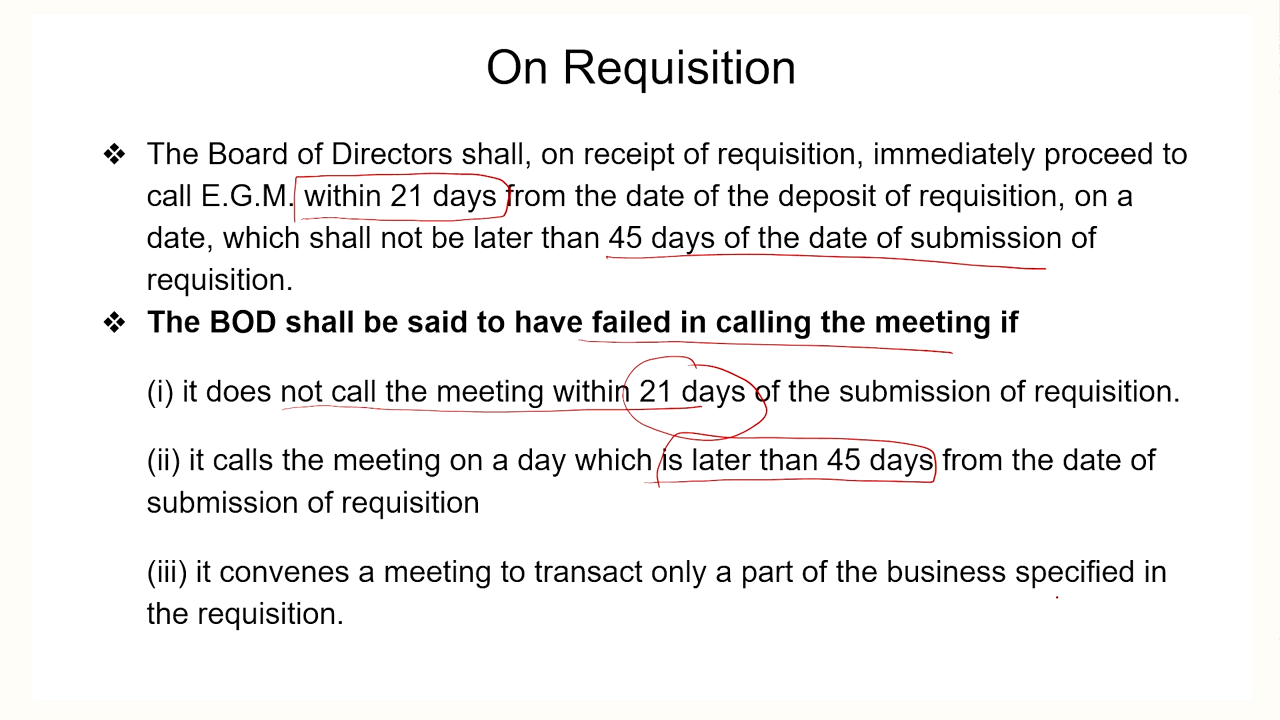 On Requisition
❖ The Board of Directors shall, on receipt of requisition, immediately proceed to
call E.G.M. within 21 days from the date of the deposit of requisition, on a
date, which shall not be later than 45 days of the date of submission of
requisition.
❖ The BOD shall be said to have failed in calling the meeting if
(i) it does not call the meeting within 21 days of the submission of requisition.
(ii) it calls the meeting on a day which is later than 45 days from the date of
submission of requisition
(iii) it convenes a meeting to transact only a part of the business specified in
the requisition.